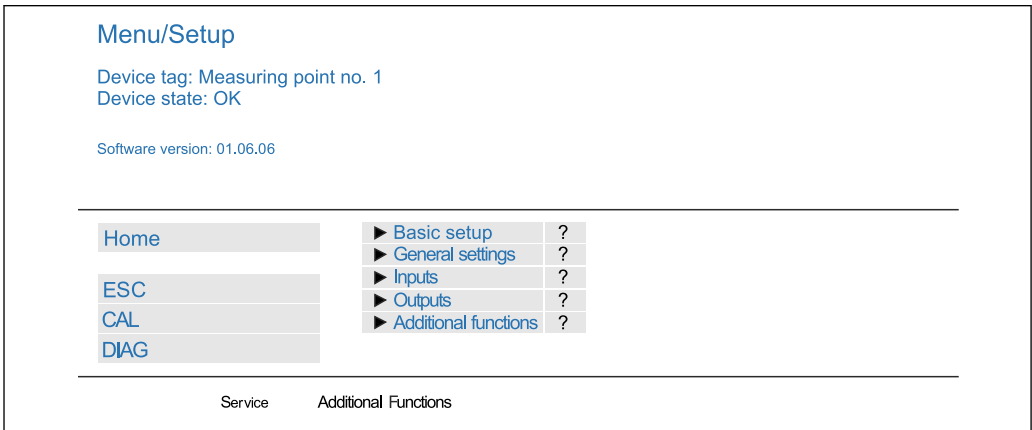 Menu/Setup
Device tag: Measuring point no. 1
Device state: OK
Software version: 01.06.06
Home
ESC
CAL
DIAG
▶ Basic setup ?
▶ General settings ?
▶ Inputs ?
▶ Outputs ?
▶ Additional functions ?
Service Additional Functions